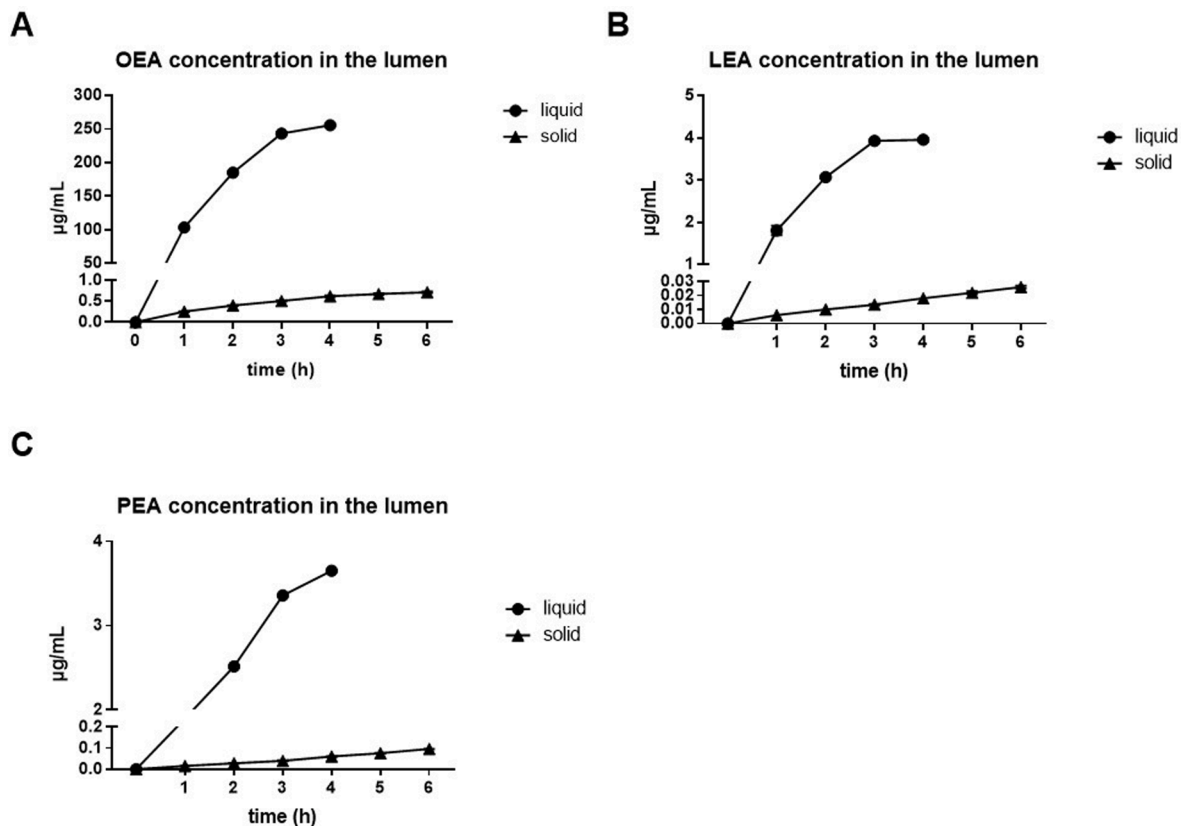 A
OEA concentration in the lumen
µg/mL
300
250
200
150
100
50
1.0
0.5
0.0
0 1 2 3 4 5 6
time (h)
liquid
solid
B
LEA concentration in the lumen
µg/mL
5
4
3
2
1
0.03
0.02
0.01
0.00
1 2 3 4 5 6
time (h)
liquid
solid
C
PEA concentration in the lumen
µg/mL
4
3
2
0.2
0.1
0.0
1 2 3 4 5 6
time (h)
liquid
solid